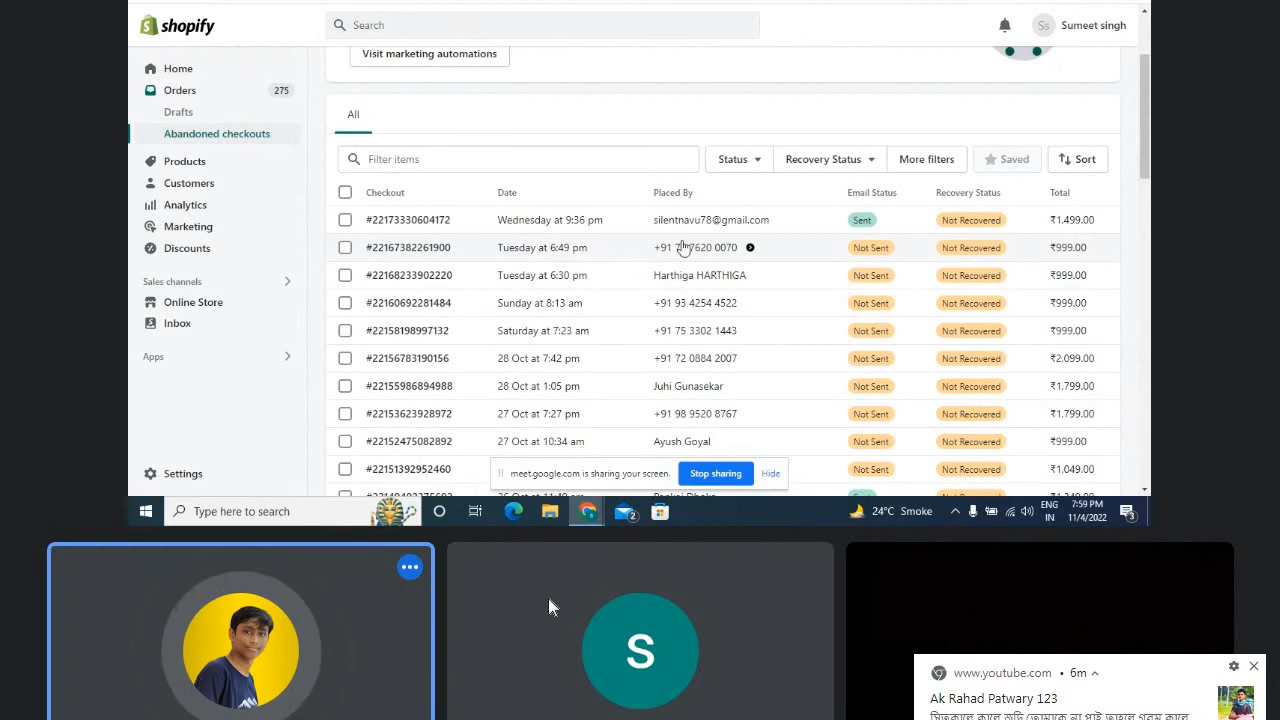 shopify
Search
Ss
Sumeet singh
Visit marketing automations
Home
Orders 275
Drafts
Abandoned checkouts
Products
Customers
Analytics
Marketing
Discounts
Sales channels
Online Store
Inbox
Apps
Settings
All
Filter items
Status
Recovery Status
More filters
Saved
Sort
Checkout Date Placed By Email Status Recovery Status Total
#22173330604172 Wednesday at 9:36 pm silentnavu78@gmail.com Sent Not Recovered ₹1,499.00
#22167382261900 Tuesday at 6:49 pm +91 7620 0070 Not Sent Not Recovered ₹999.00
#22168233902220 Tuesday at 6:30 pm Harthiga HARTHIGA Not Sent Not Recovered ₹999.00
#22160692281484 Sunday at 8:13 am +91 93 4254 4522 Not Sent Not Recovered ₹999.00
#22158198997132 Saturday at 7:23 am +91 75 3302 1443 Not Sent Not Recovered ₹999.00
#22156783190156 28 Oct at 7:42 pm +91 72 0884 2007 Not Sent Not Recovered ₹2,099.00
#22155986894988 28 Oct at 1:05 pm Juhi Gunasekar Not Sent Not Recovered ₹1,799.00
#22153623928972 27 Oct at 7:27 pm +91 98 9520 8767 Not Sent Not Recovered ₹1,799.00
#22152475082892 27 Oct at 10:34 am Ayush Goyal Not Sent Not Recovered ₹999.00
#22151392952460 Not Sent Not Recovered ₹1,049.00
meet.google.com is sharing your screen.
Stop sharing
Hide
Type here to search
2
24°C Smoke
ENG
IN
7:59 PM
11/4/2022
3
S
www.youtube.com • 6m
Ak Rahad Patwary 123